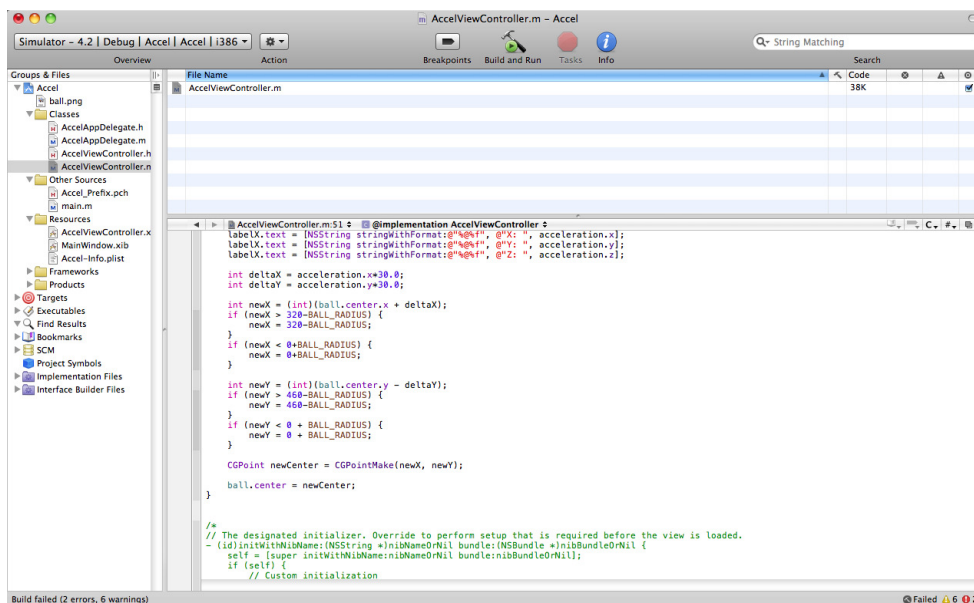 AccelViewController.m – Accel
Simulator – 4.2 | Debug | Accel | Accel | i386
String Matching
Overview
Action
Breakpoints
Build and Run
Tasks
Info
Search
Groups & Files
File Name
Code
Accel
AccelViewController.m
38K
ball.png
Classes
AccelAppDelegate.h
AccelAppDelegate.m
AccelViewController.h
AccelViewController.m
Other Sources
Accel_Prefix.pch
main.m
Resources
AccelViewController.x
MainWindow.xib
Accel-Info.plist
Frameworks
Products
Targets
Executables
Find Results
Bookmarks
SCM
Project Symbols
Implementation Files
Interface Builder Files
AccelViewController.m:51 @implementation AccelViewController
C
#
labelX.text = [NSString stringWithFormat:@"%@%f", @"X: ", acceleration.x];
labelX.text = [NSString stringWithFormat:@"%@%f", @"Y: ", acceleration.y];
labelX.text = [NSString stringWithFormat:@"%@%f", @"Z: ", acceleration.z];
int deltaX = acceleration.x*30.0;
int deltaY = acceleration.y*30.0;
int newX = (int)(ball.center.x + deltaX);
if (newX > 320-BALL_RADIUS) {
newX = 320-BALL_RADIUS;
}
if (newX < 0+BALL_RADIUS) {
newX = 0+BALL_RADIUS;
}
int newY = (int)(ball.center.y - deltaY);
if (newY > 460-BALL_RADIUS) {
newY = 460-BALL_RADIUS;
}
if (newY < 0 + BALL_RADIUS) {
newY = 0 + BALL_RADIUS;
}
CGPoint newCenter = CGPointMake(newX, newY);
ball.center = newCenter;
}
/*
// The designated initializer. Override to perform setup that is required before the view is loaded.
- (id)initWithNibName:(NSString *)nibNameOrNil bundle:(NSBundle *)nibBundleOrNil {
self = [super initWithNibName:nibNameOrNil bundle:nibBundleOrNil];
if (self) {
// Custom initialization
Build failed (2 errors, 6 warnings)
Failed
6